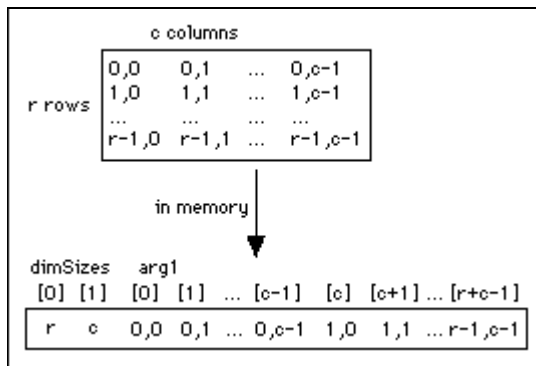 c columns
0,0 0,1 ... 0,c-1
1,0 1,1 ... 1,c-1
r rows
... ... ... ...
r-1,0 r-1,1 ... r-1,c-1
in memory
dimSizes arg1
[0] [1] [0] [1] ... [c-1] [c] [c+1] ... [r+c-1]
r c 0,0 0,1 ... 0,c-1 1,0 1,1 ... r-1,c-1